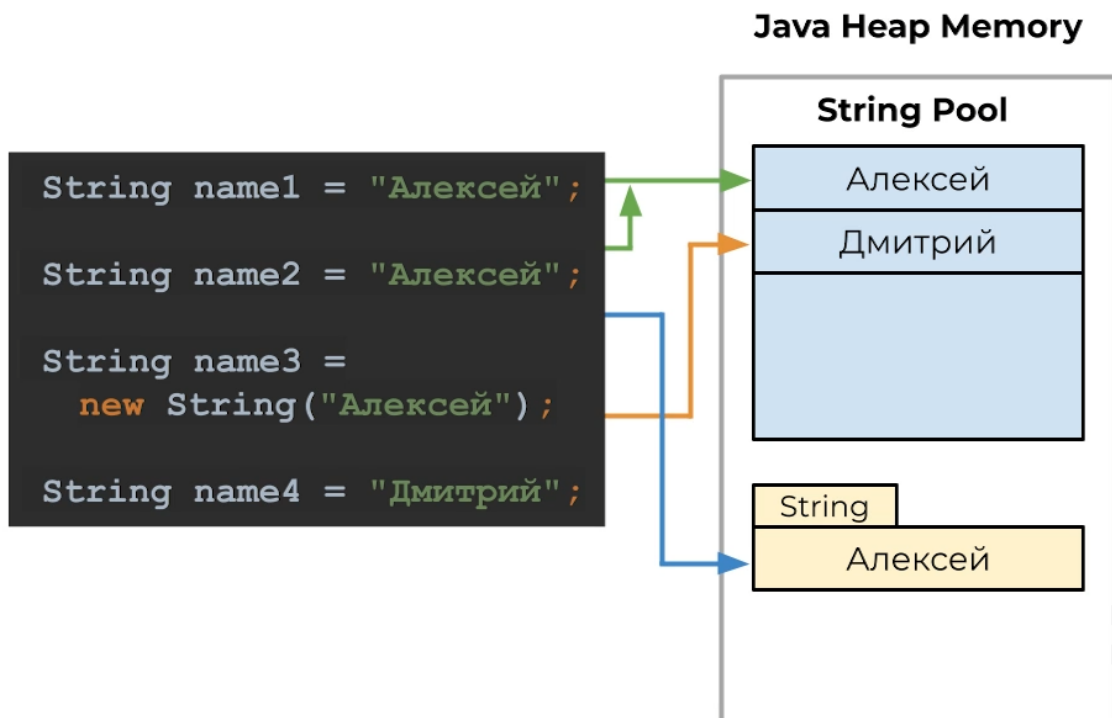 Java Heap Memory
String Pool
String name1 = "Алексей";
String name2 = "Алексей";
String name3 =
new String("Алексей");
String name4 = "Дмитрий";
Алексей
Дмитрий
String
Алексей